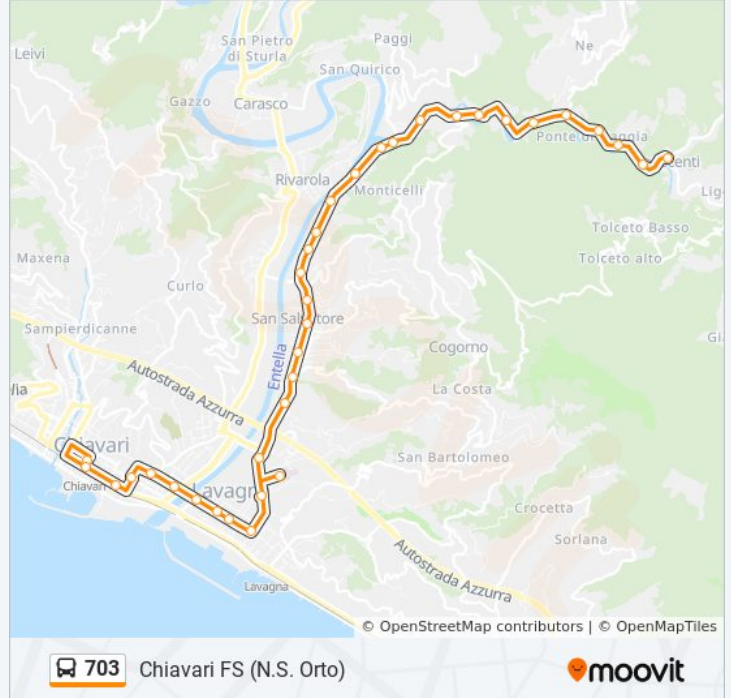 San Pietro
di Sturla
Paggi
Ne
Leivi
San Quirico
Gazzo
Carasco
Rivarola
Monticelli
Maxena
Tolceto Basso
Tolceto alto
Curlo
San Salvatore
Sampierdicanne
Entella
Cogorno
Autostrada Azzurra
La Costa
Chiavari
San Bartolomeo
Chiavari
Lavagna
Crocetta
Sorlana
Autostrada Azzurra
Lavagna
© OpenStreetMap contributors | © OpenMapTiles
703 Chiavari FS (N.S. Orto)
moovit